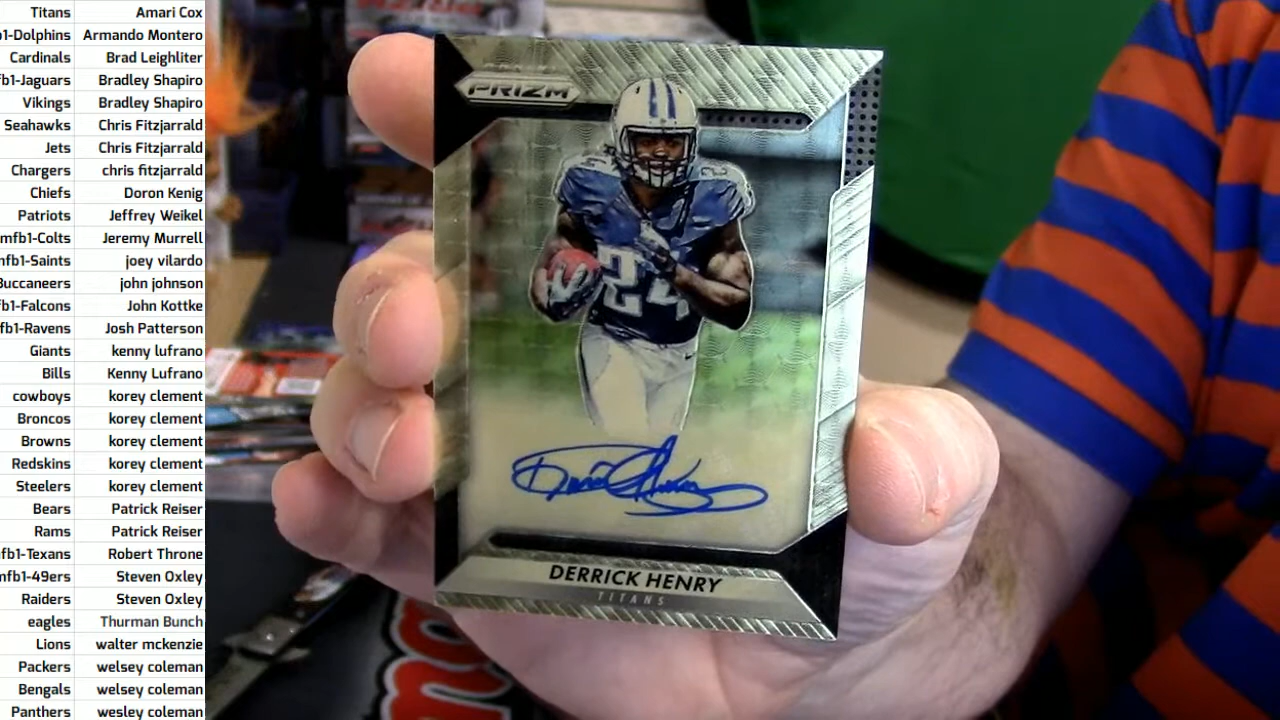 Titans Amari Cox
b1-Dolphins Armando Montero
Cardinals Brad Leighliter
fb1-Jaguars Bradley Shapiro
Vikings Bradley Shapiro
Seahawks Chris Fitzjarrald
Jets Chris Fitzjarrald
Chargers chris fitzjarrald
Chiefs Doron Kenig
Patriots Jeffrey Weikel
mfb1-Colts Jeremy Murrell
nfb1-Saints joey vilardo
Buccaneers john johnson
fb1-Falcons John Kottke
fb1-Ravens Josh Patterson
Giants kenny lufrano
Bills Kenny Lufrano
cowboys korey clement
Broncos korey clement
Browns korey clement
Redskins korey clement
Steelers korey clement
Bears Patrick Reiser
Rams Patrick Reiser
nfb1-Texans Robert Throne
mfb1-49ers Steven Oxley
Raiders Steven Oxley
eagles Thurman Bunch
Lions walter mckenzie
Packers welsey coleman
Bengals welsey coleman
Panthers wesley coleman
PRIZM
24
DERRICK HENRY
TITANS